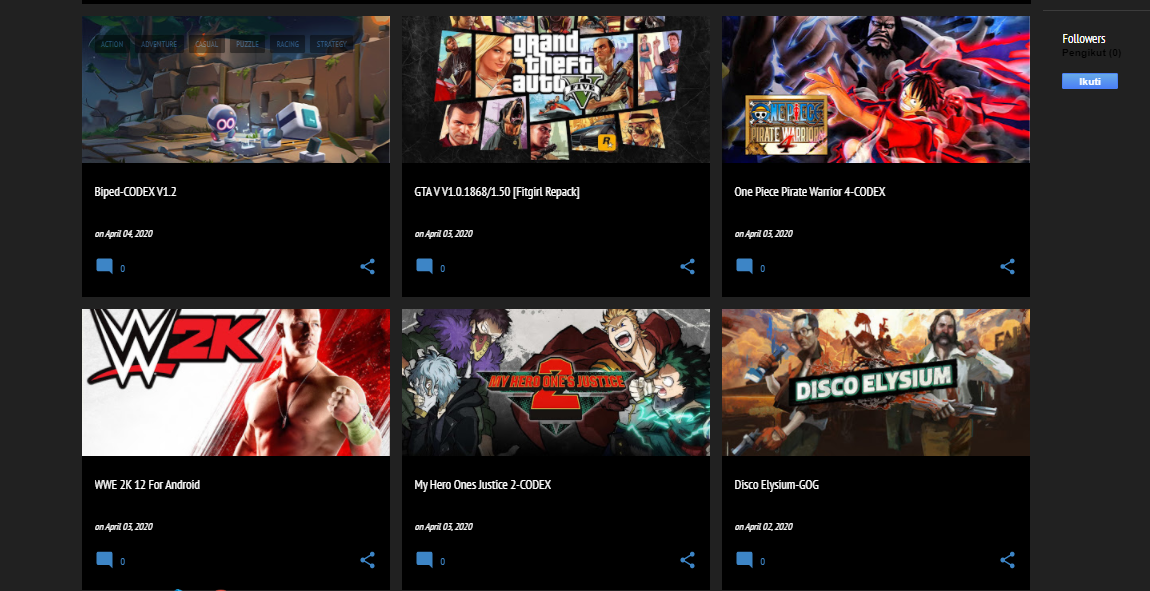 ACTION ADVENTURE CASUAL PUZZLE RACING STRATEGY
grand
theft
auto
V
FIVE
R
ONE PIECE
PIRATE WARRIORS
4
Followers
Pengikut (0)
Ikuti
Biped-CODEX V1.2
on April 04, 2020
0
GTA V V1.0.1868/1.50 [Fitgirl Repack]
on April 03, 2020
0
One Piece Pirate Warrior 4-CODEX
on April 03, 2020
0
W 2K
MY HERO ONE'S JUSTICE
2
DISCO ELYSIUM
WWE 2K 12 For Android
on April 03, 2020
0
My Hero Ones Justice 2-CODEX
on April 03, 2020
0
Disco Elysium-GOG
on April 02, 2020
0